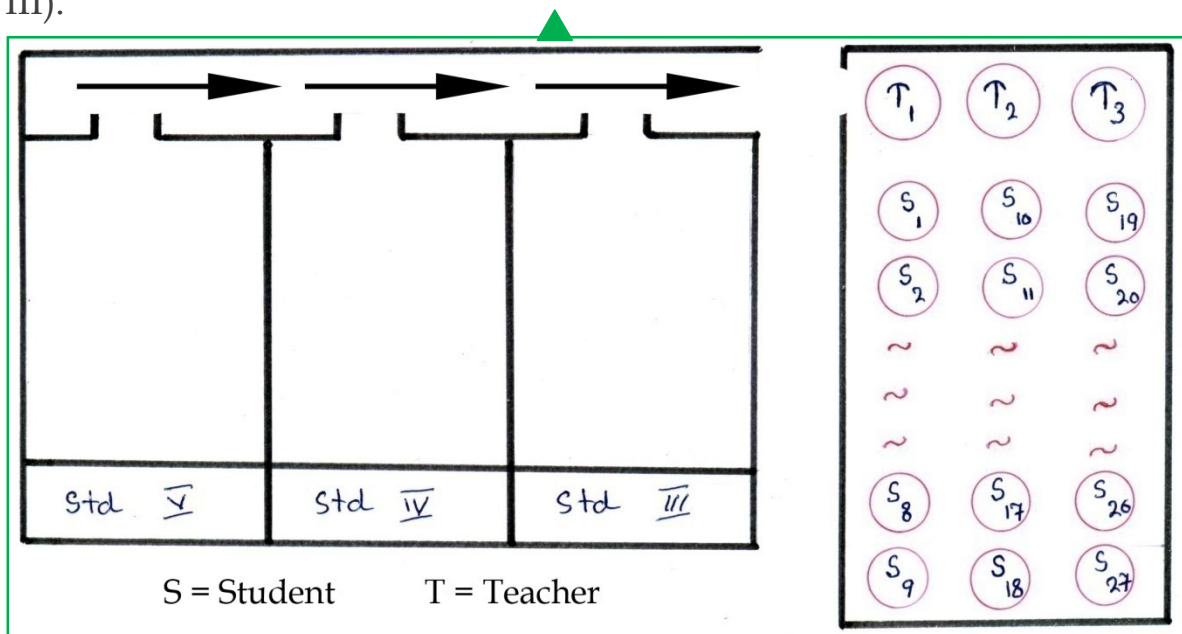 III).
T1 T2 T3
S1 S10 S19
S2 S11 S20
~ ~ ~
~ ~ ~
~ ~ ~
S8 S17 S26
S9 S18 S27
Std V Std IV Std III
S = Student T = Teacher